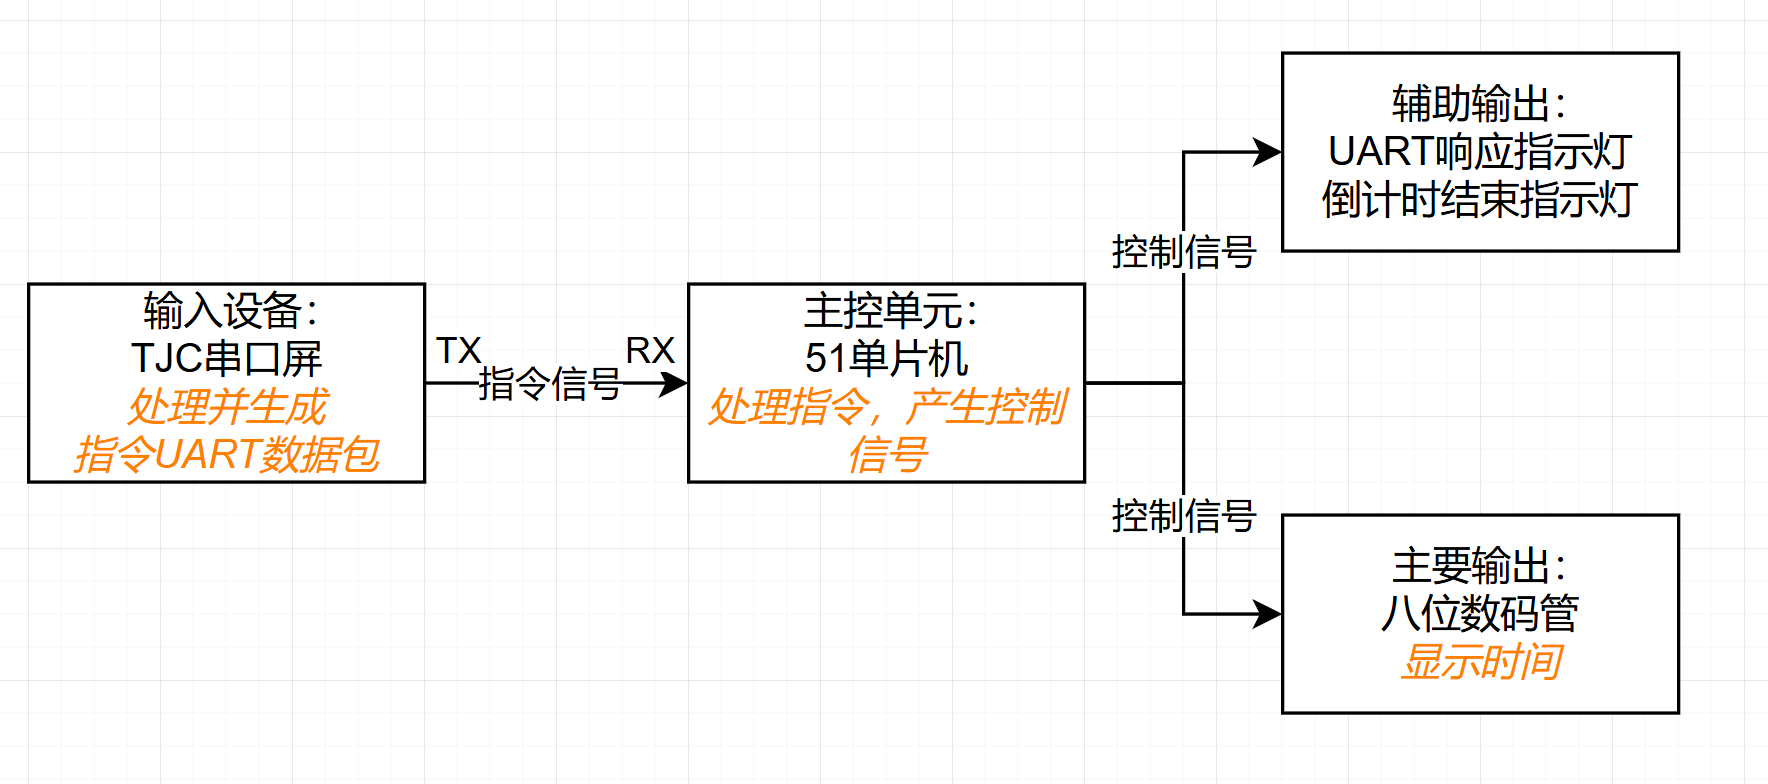 输入设备：
TJC串口屏
处理并生成
指令UART数据包
TX
指令信号
RX
主控单元：
51单片机
处理指令，产生控制
信号
控制信号
辅助输出：
UART响应指示灯
倒计时结束指示灯
控制信号
主要输出：
八位数码管
显示时间